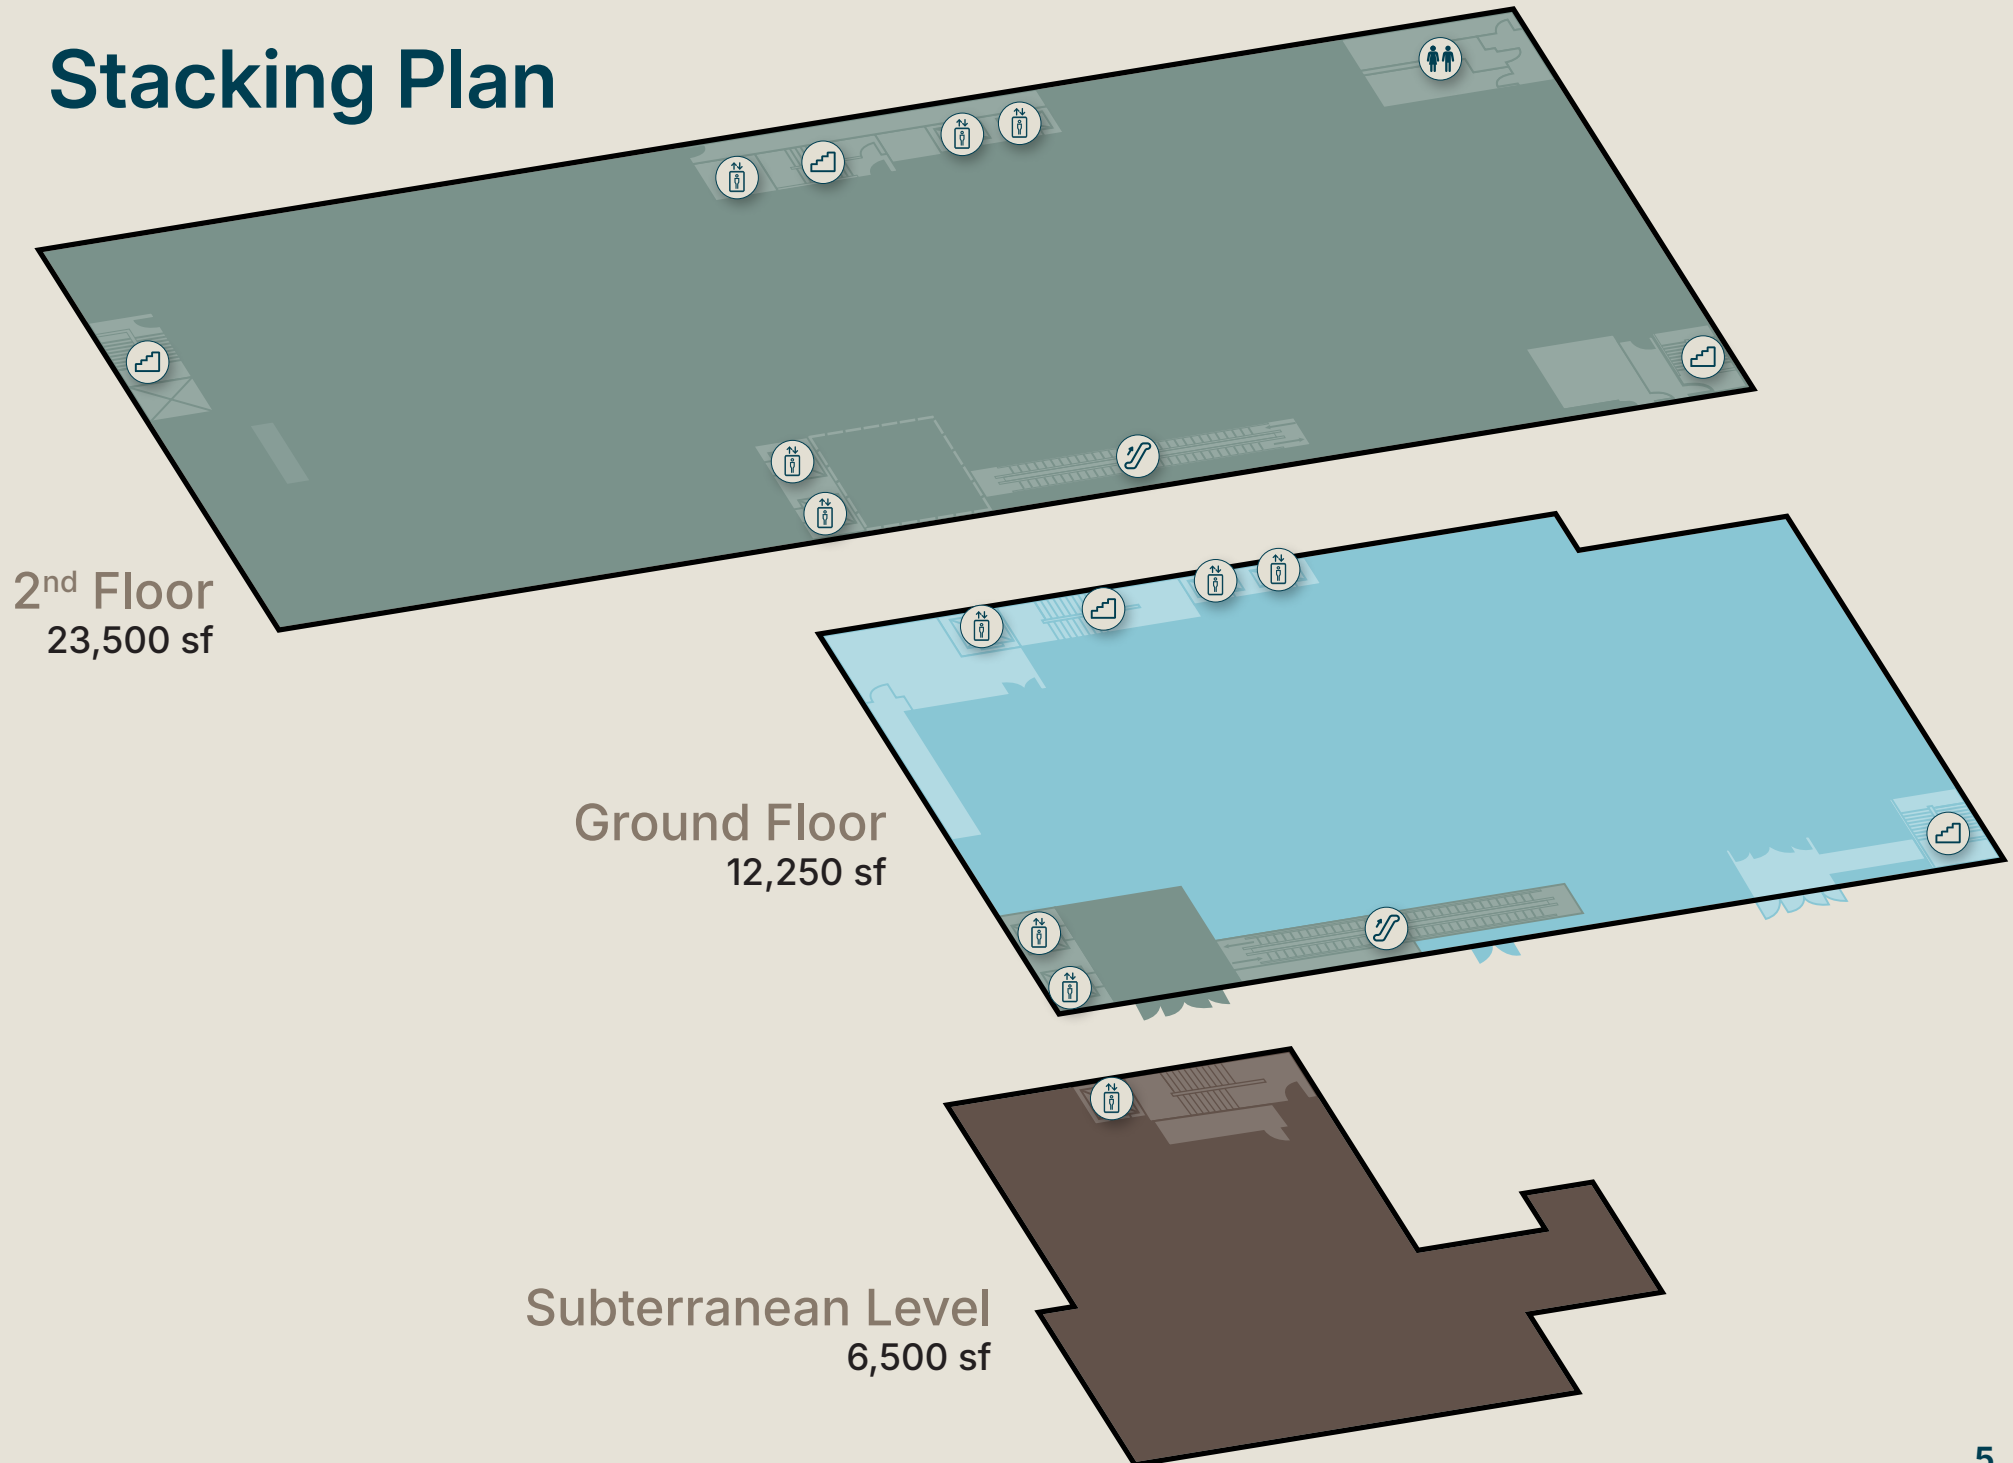 Stacking Plan
2nd Floor
23,500 sf
Ground Floor
12,250 sf
Subterranean Level
6,500 sf
5